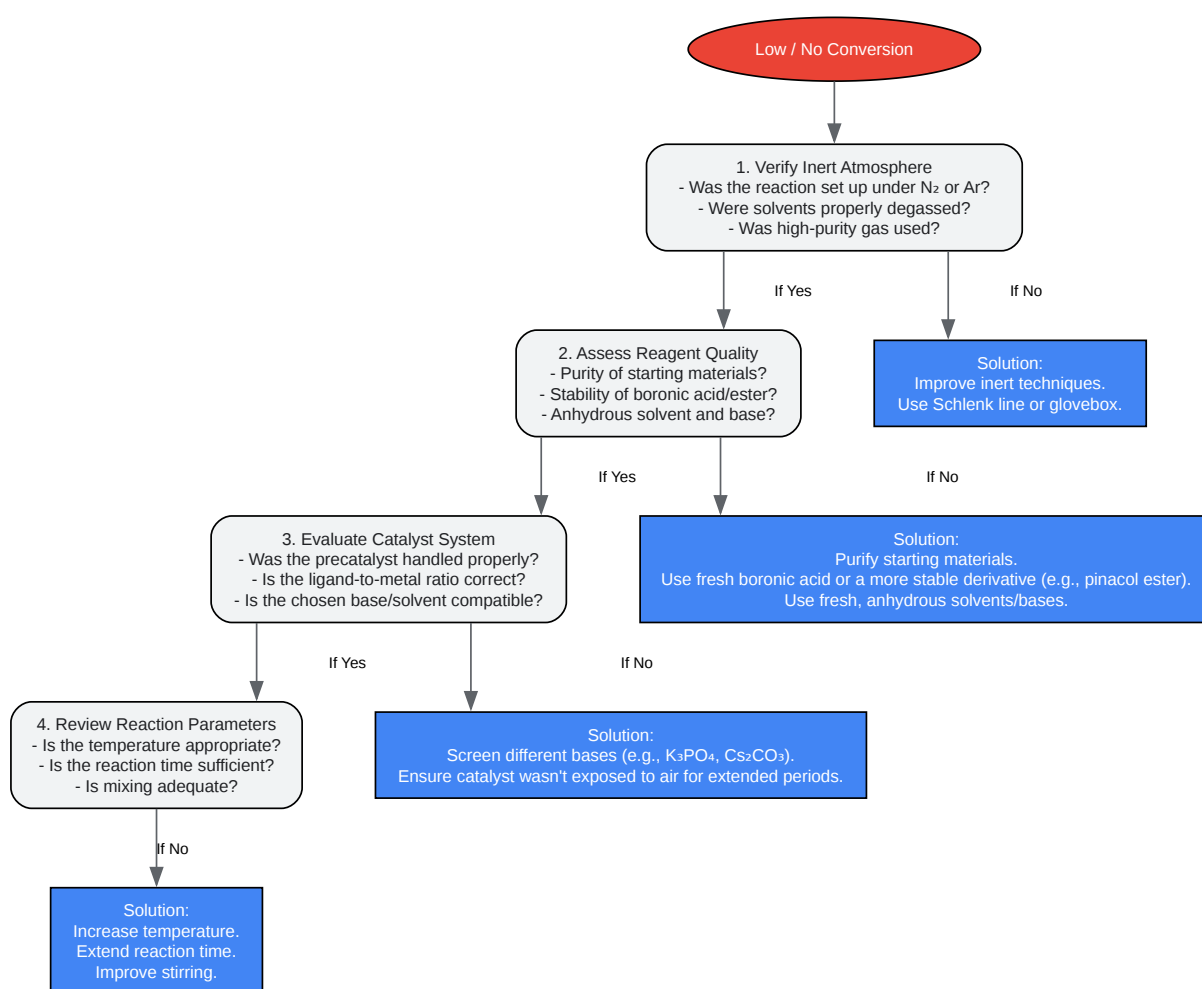 Low / No Conversion
1. Verify Inert Atmosphere
- Was the reaction set up under N₂ or Ar?
- Were solvents properly degassed?
- Was high-purity gas used?
If Yes
If No
2. Assess Reagent Quality
- Purity of starting materials?
- Stability of boronic acid/ester?
- Anhydrous solvent and base?
Solution:
Improve inert techniques.
Use Schlenk line or glovebox.
If Yes
If No
3. Evaluate Catalyst System
- Was the precatalyst handled properly?
- Is the ligand-to-metal ratio correct?
- Is the chosen base/solvent compatible?
Solution:
Purify starting materials.
Use fresh boronic acid or a more stable derivative (e.g., pinacol ester).
Use fresh, anhydrous solvents/bases.
If Yes
If No
4. Review Reaction Parameters
- Is the temperature appropriate?
- Is the reaction time sufficient?
- Is mixing adequate?
Solution:
Screen different bases (e.g., K₃PO₄, Cs₂CO₃).
Ensure catalyst wasn't exposed to air for extended periods.
If No
Solution:
Increase temperature.
Extend reaction time.
Improve stirring.